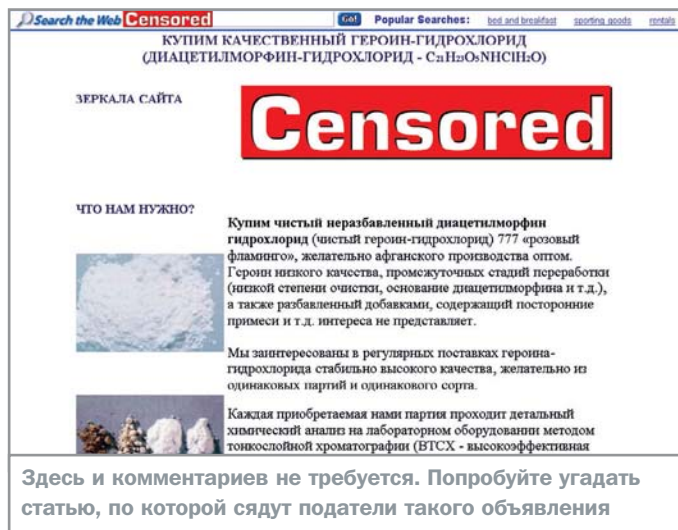 Search the Web Censored Go! Popular Searches: bed and breakfast sporting goods rentals
КУПИМ КАЧЕСТВЕННЫЙ ГЕРОИН-ГИДРОХЛОРИД
(ДИАЦЕТИЛМОРФИН-ГИДРОХЛОРИД - C₂₁H₂₃O₅NHClH₂O)
ЗЕРКАЛА САЙТА
Censored
ЧТО НАМ НУЖНО?
Купим чистый неразбавленный диацетилморфин
гидрохлорид (чистый героин-гидрохлорид) 777 «розовый
фламинго», желательно афганского производства оптом.
Героин низкого качества, промежуточных стадий переработки
(низкой степени очистки, основание диацетилморфина и т.д.),
а также разбавленный добавками, содержащий посторонние
примеси и т.д. интереса не представляет.
Мы заинтересованы в регулярных поставках героина-
гидрохлорида стабильно высокого качества, желательно из
одинаковых партий и одинакового сорта.
Каждая приобретаемая нами партия проходит детальный
химический анализ на лабораторном оборудовании методом
тонкослойной хроматографии (ВТСХ - высокоэффективная
Здесь и комментариев не требуется. Попробуйте угадать
статью, по которой сядут податели такого объявления